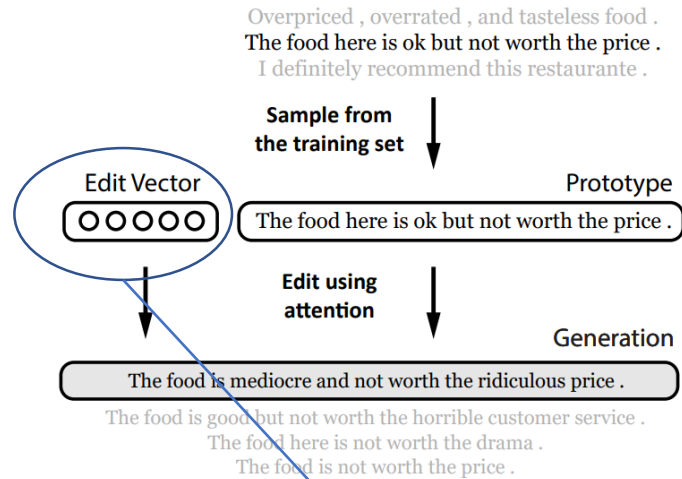 Overpriced , overrated , and tasteless food .
The food here is ok but not worth the price .
I definitely recommend this restaurante .
Sample from
the training set
Edit Vector
Prototype
The food here is ok but not worth the price .
Edit using
attention
Generation
The food is mediocre and not worth the ridiculous price .
The food is good but not worth the horrible customer service .
The food here is not worth the drama .
The food is not worth the price .